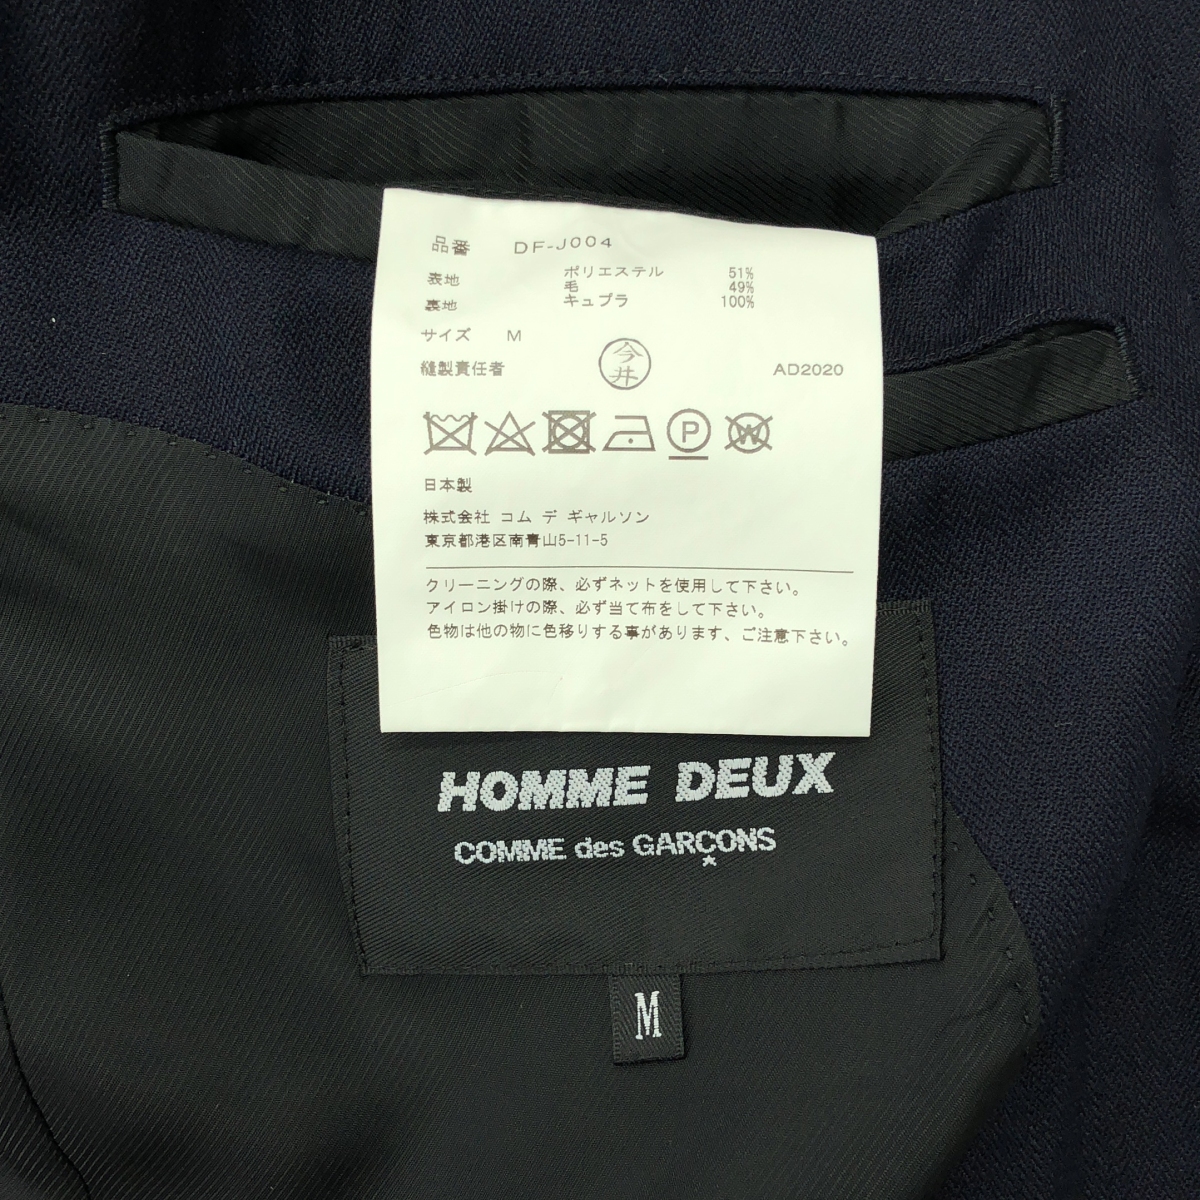 品番 DF-J004
表地 ポリエステル 51%
毛 49%
裏地 キュプラ 100%
サイズ M
縫製責任者 今井 AD2020
P W
日本製
株式会社 コム デ ギャルソン
東京都港区南青山5-11-5
クリーニングの際、必ずネットを使用して下さい。
アイロン掛けの際、必ず当て布をして下さい。
色物は他の物に色移りする事があります、ご注意下さい。
HOMME DEUX
COMME des GARÇONS
M